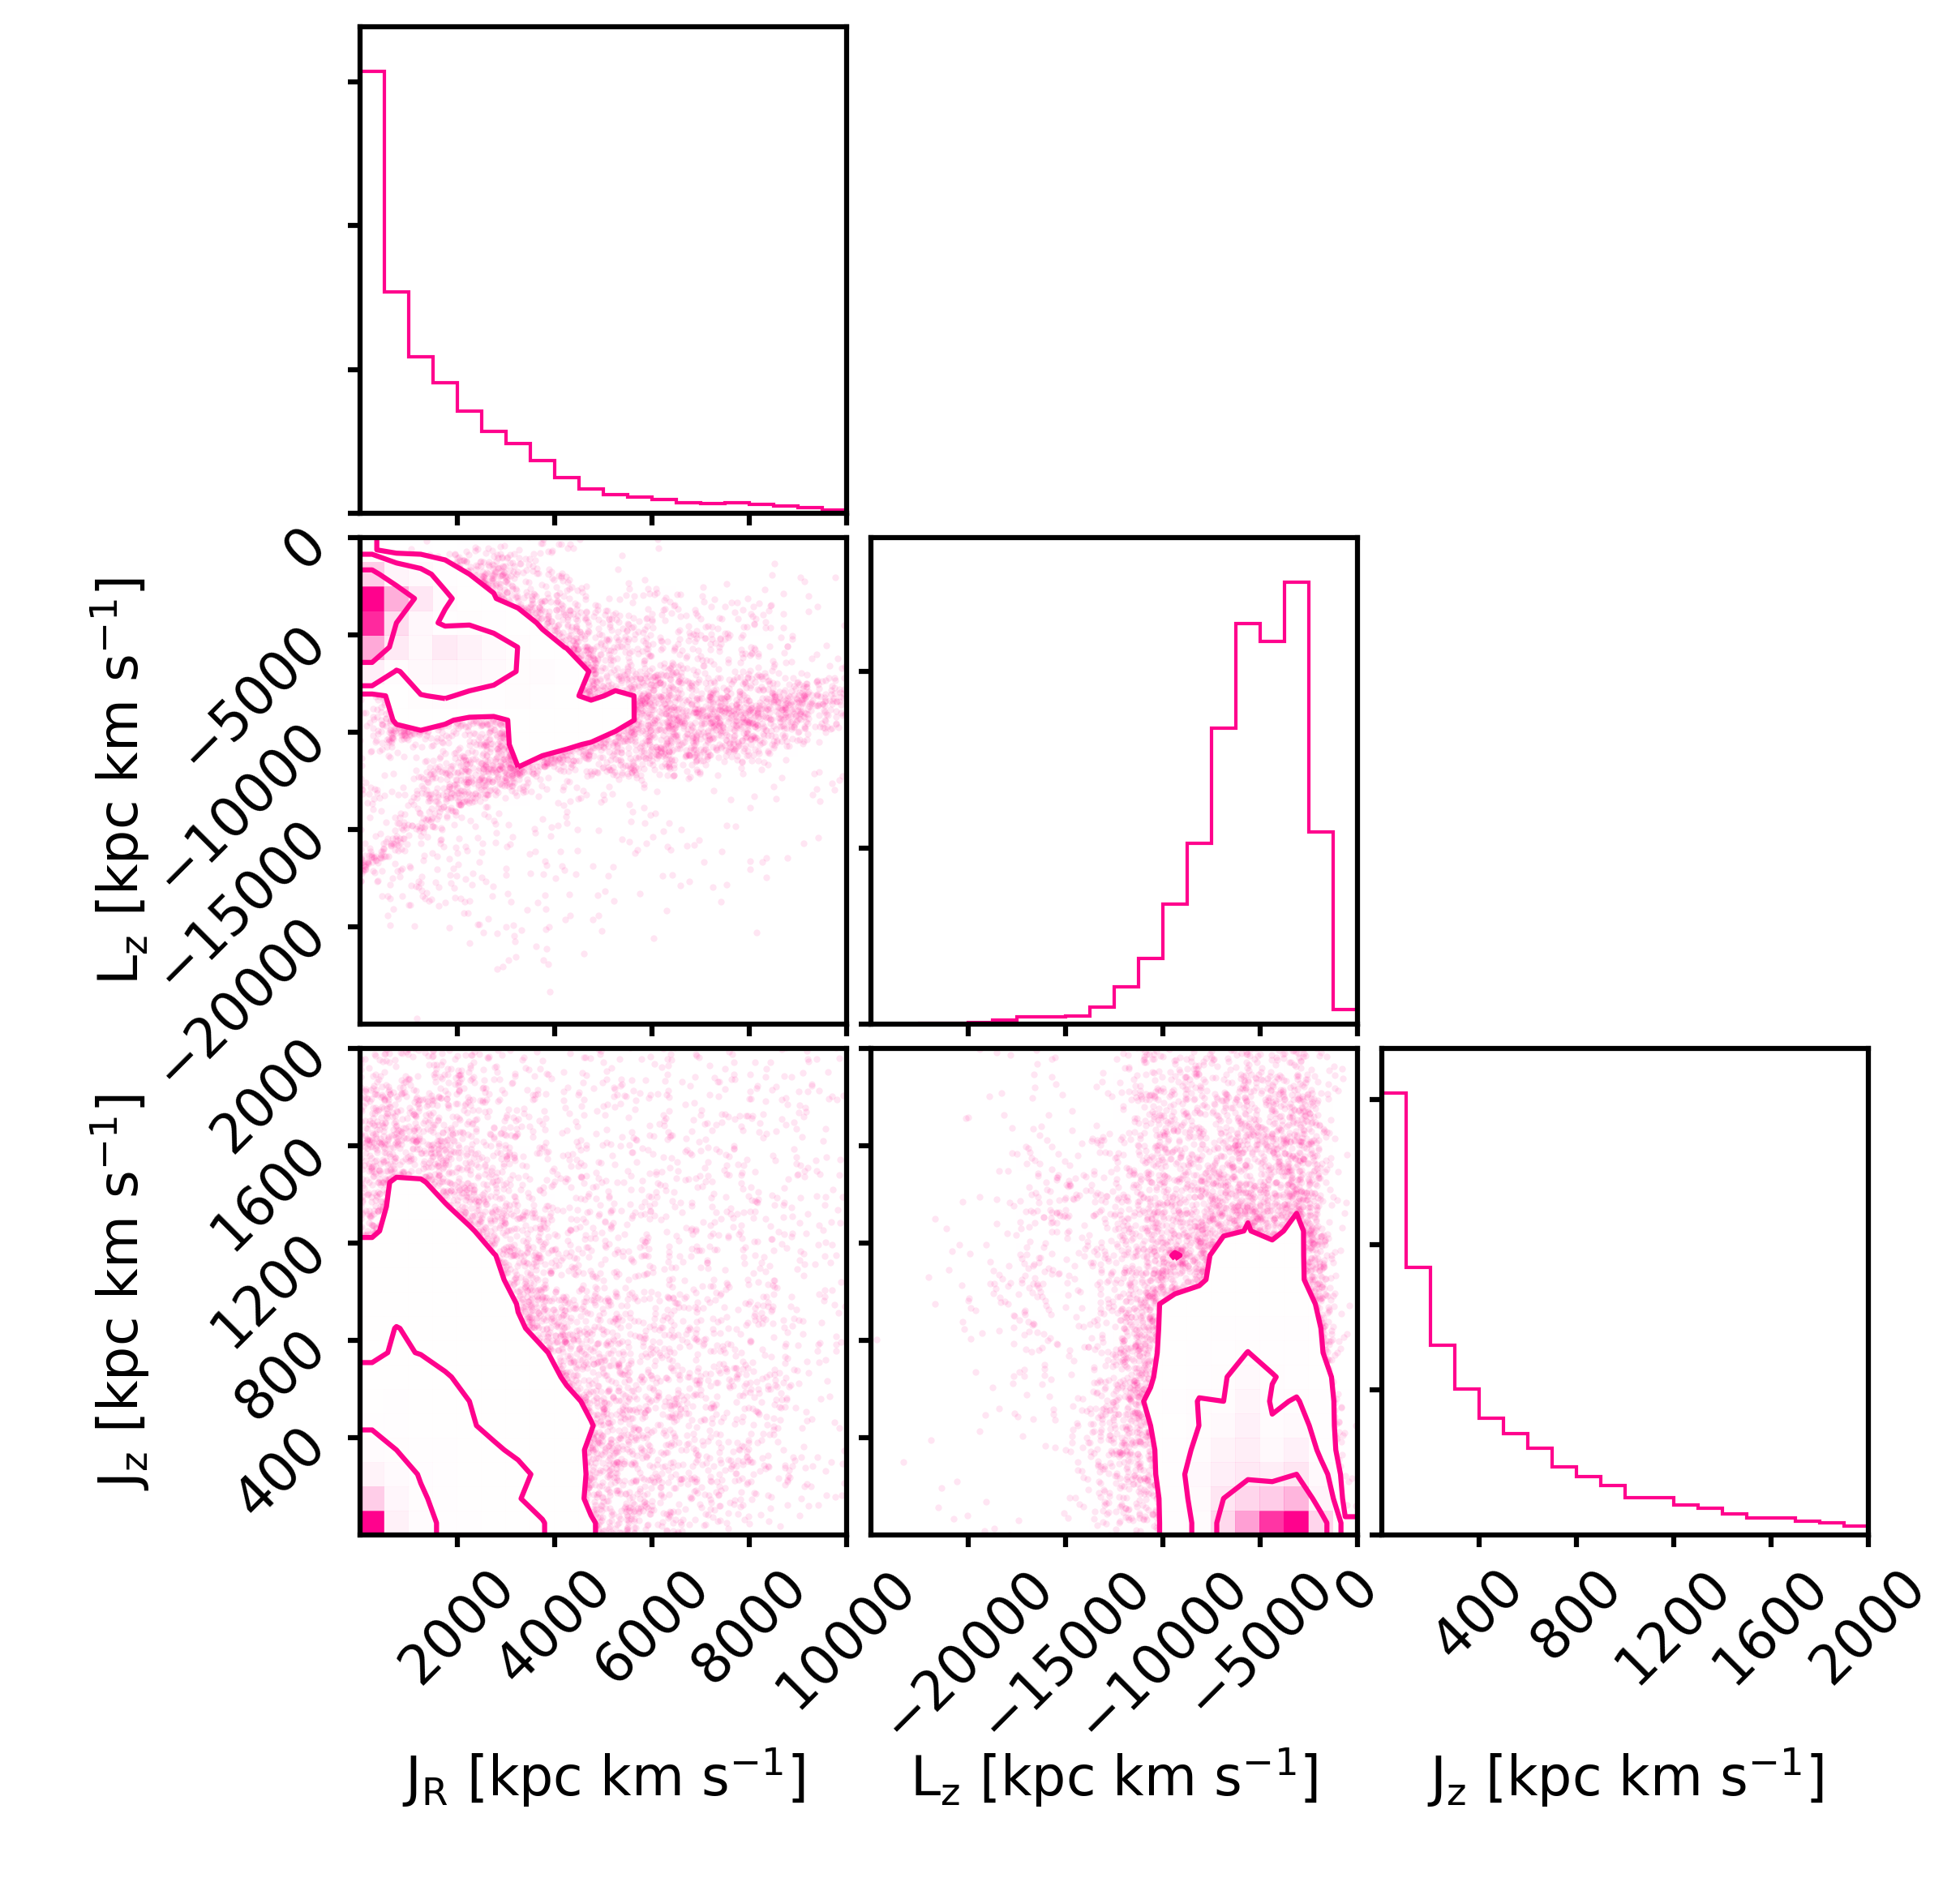 0
−5000
−10000
−15000
−20000
L_z [kpc km s⁻¹]
2000
1600
1200
800
400
J_z [kpc km s⁻¹]
2000 4000 6000 8000 10000
−20000 −15000 −10000 −5000 0
400 800 1200 1600 2000
J_R [kpc km s⁻¹]
L_z [kpc km s⁻¹]
J_z [kpc km s⁻¹]